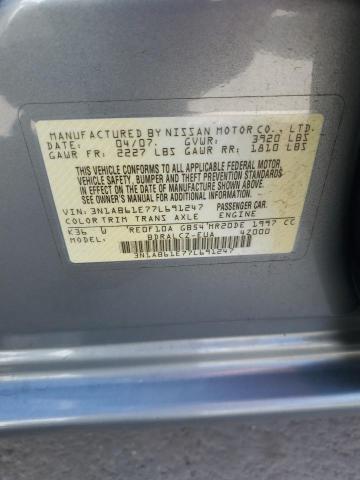 MANUFACTURED BY NISSAN MOTOR CO., LTD.
DATE: 04/07. GVWR: 3920 LBS
GAWR FR: 2227 LBS GAWR RR: 1810 LBS
THIS VEHICLE CONFORMS TO ALL APPLICABLE FEDERAL MOTOR
VEHICLE SAFETY, BUMPER AND THEFT PREVENTION
STANDARDS IN EFFECT ON THE DATE OF MANUFACTURE SHOWN ABOVE.
SEE OWNER'S MANUAL FOR ADDITIONAL INFORMATION.
VIN: 3N1AB61E77L691247 PASSENGER CAR.
COLOR TRIM TRANS AXLE ENGINE
K36 W RE0F10A GB54 MR20DE 1997 CC
MODEL: BDRALCZ-EUA 4Z000
3N1AB61E77L691247